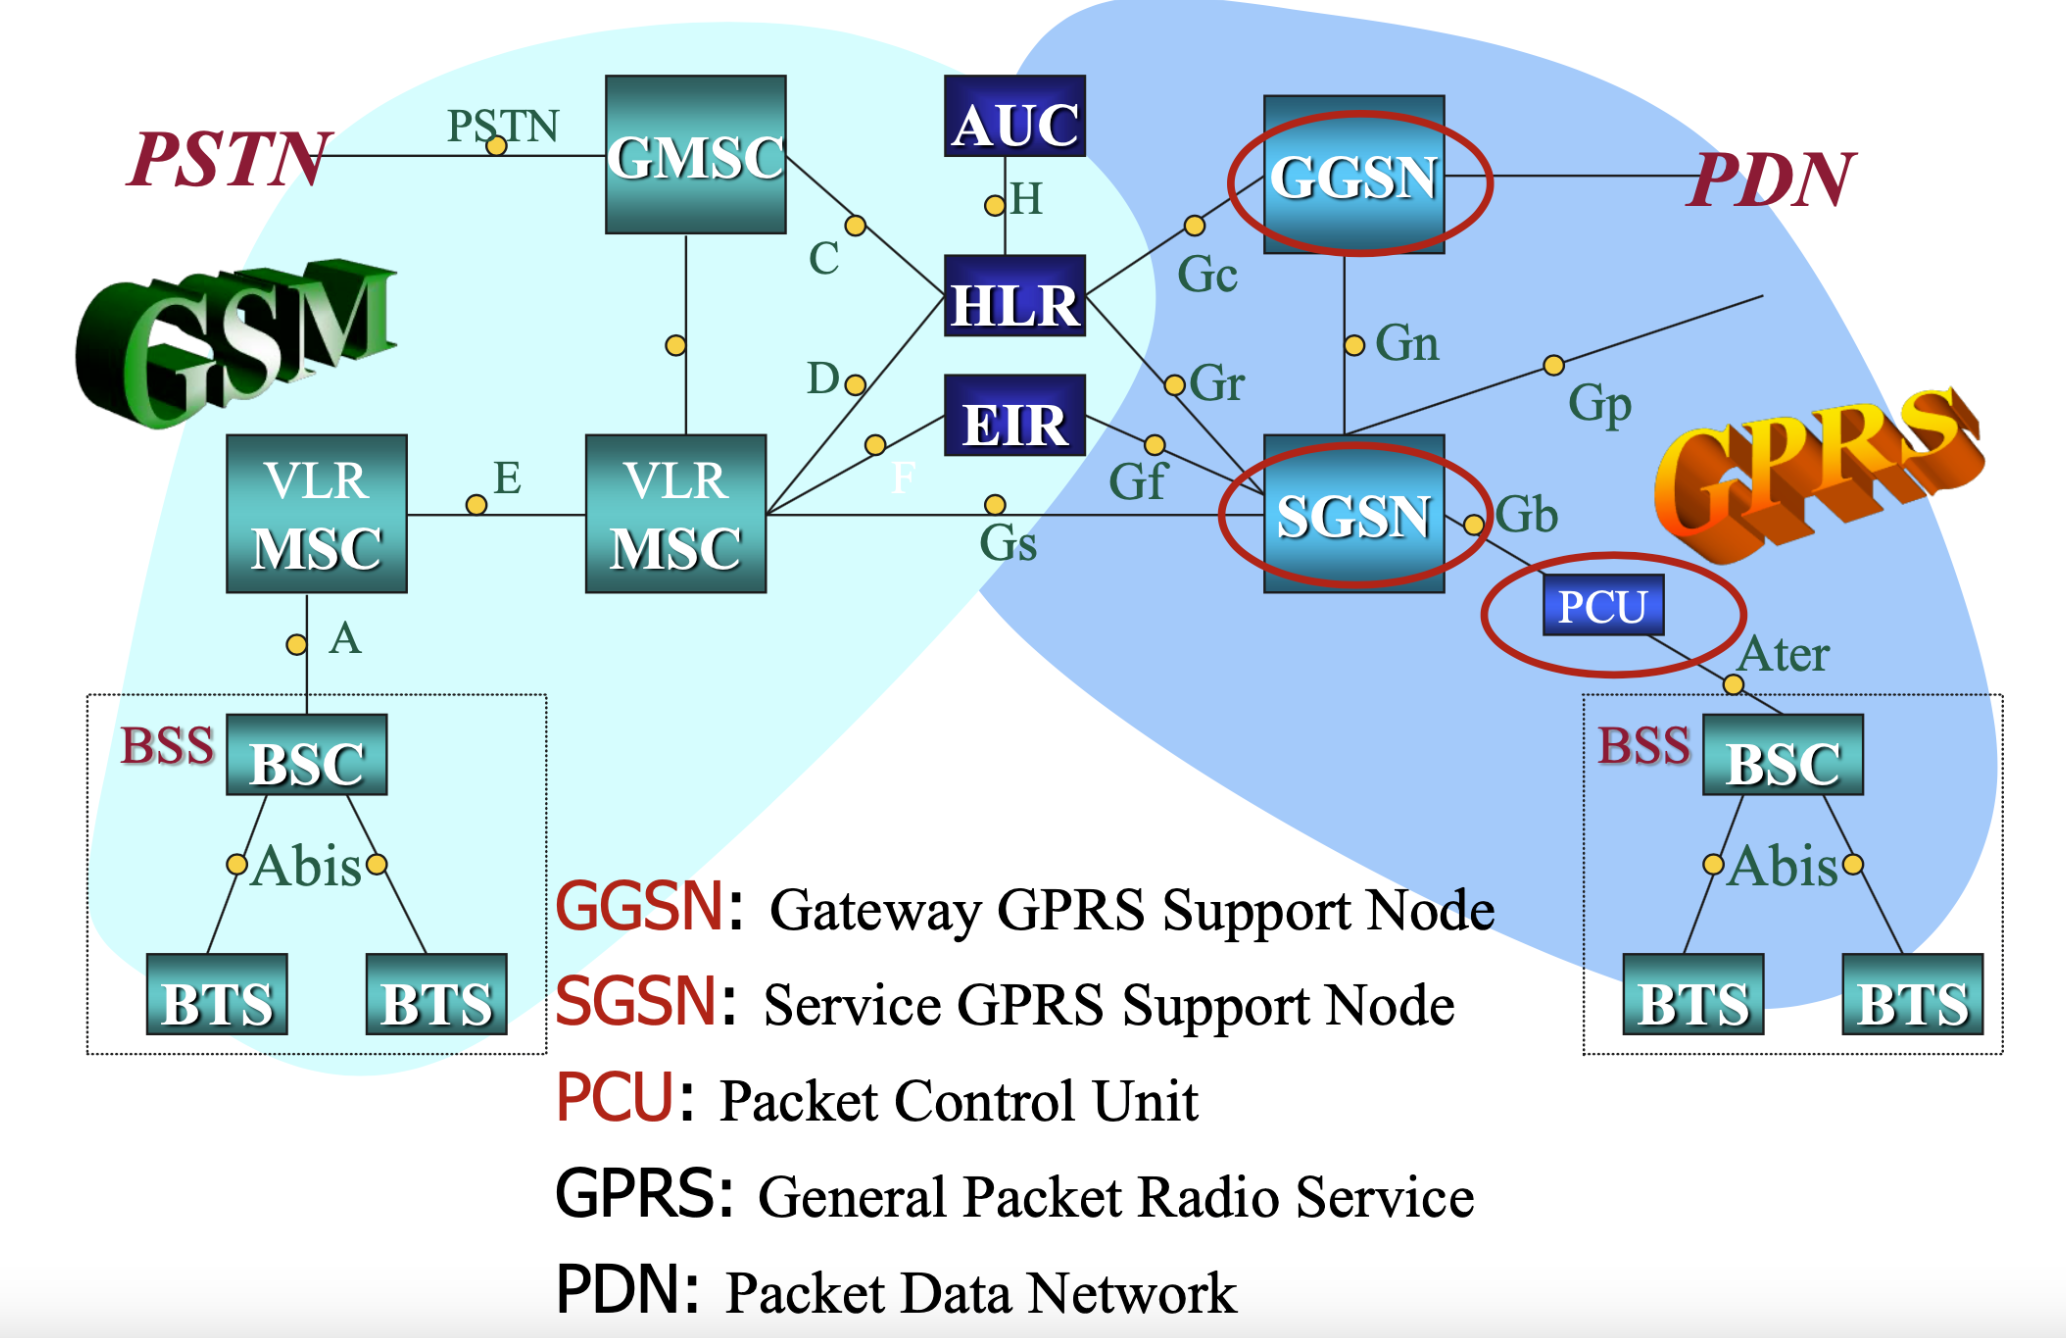 AUC
PSTN
GMSC
PSTN
GGSN
PDN
H
C
Gc
HLR
GSM
Gn
D
Gr
Gp
EIR
GPRS
VLR
MSC
E
VLR
MSC
F
Gf
Gs
SGSN
Gb
PCU
A
Ater
BSS
BSC
BSS
BSC
Abis
Abis
BTS
BTS
BTS
BTS
GGSN: Gateway GPRS Support Node
SGSN: Service GPRS Support Node
PCU: Packet Control Unit
GPRS: General Packet Radio Service
PDN: Packet Data Network